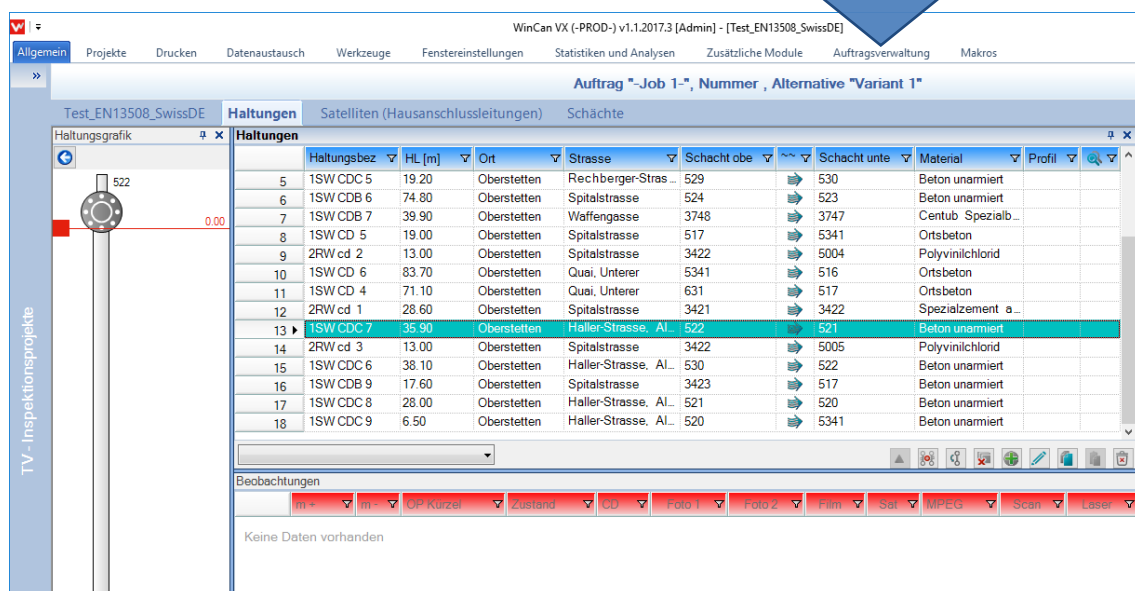 WinCan VX (-PROD-) v1.1.2017.3 [Admin] - [Test_EN13508_SwissDE]
Allgemein Projekte Drucken Datenaustausch Werkzeuge Fenstereinstellungen Statistiken und Analysen Zusätzliche Module Auftragsverwaltung Makros
» Auftrag "-Job 1-", Nummer , Alternative "Variant 1"
Test_EN13508_SwissDE Haltungen Satelliten (Hausanschlussleitungen) Schächte
Haltungsgrafik Haltungen
Haltungsbez HL [m] Ort Strasse Schacht obe ~~ Schacht unte Material Profil
522
0.00
5 1SW CDC 5 19.20 Oberstetten Rechberger-Stras... 529 530 Beton unarmiert
6 1SW CDB 6 74.80 Oberstetten Spitalstrasse 524 523 Beton unarmiert
7 1SW CDB 7 39.90 Oberstetten Waffengasse 3748 3747 Centub Spezialb...
8 1SW CD 5 19.00 Oberstetten Spitalstrasse 517 5341 Ortsbeton
9 2RW cd 2 13.00 Oberstetten Spitalstrasse 3422 5004 Polyvinilchlorid
10 1SW CD 6 83.70 Oberstetten Quai, Unterer 5341 516 Ortsbeton
11 1SW CD 4 71.10 Oberstetten Quai, Unterer 631 517 Ortsbeton
12 2RW cd 1 28.60 Oberstetten Spitalstrasse 3421 3422 Spezialzement a...
13 1SW CDC 7 35.90 Oberstetten Haller-Strasse, Al... 522 521 Beton unarmiert
14 2RW cd 3 13.00 Oberstetten Spitalstrasse 3422 5005 Polyvinilchlorid
15 1SW CDC 6 38.10 Oberstetten Haller-Strasse, Al... 530 522 Beton unarmiert
16 1SW CDB 9 17.60 Oberstetten Spitalstrasse 3423 517 Beton unarmiert
17 1SW CDC 8 28.00 Oberstetten Haller-Strasse, Al... 521 520 Beton unarmiert
18 1SW CDC 9 6.50 Oberstetten Haller-Strasse, Al... 520 5341 Beton unarmiert
TV - Inspektionsprojekte
Beobachtungen
m + m - OP Kürzel Zustand CD Foto 1 Foto 2 Film Sat MPEG Scan Laser
Keine Daten vorhanden